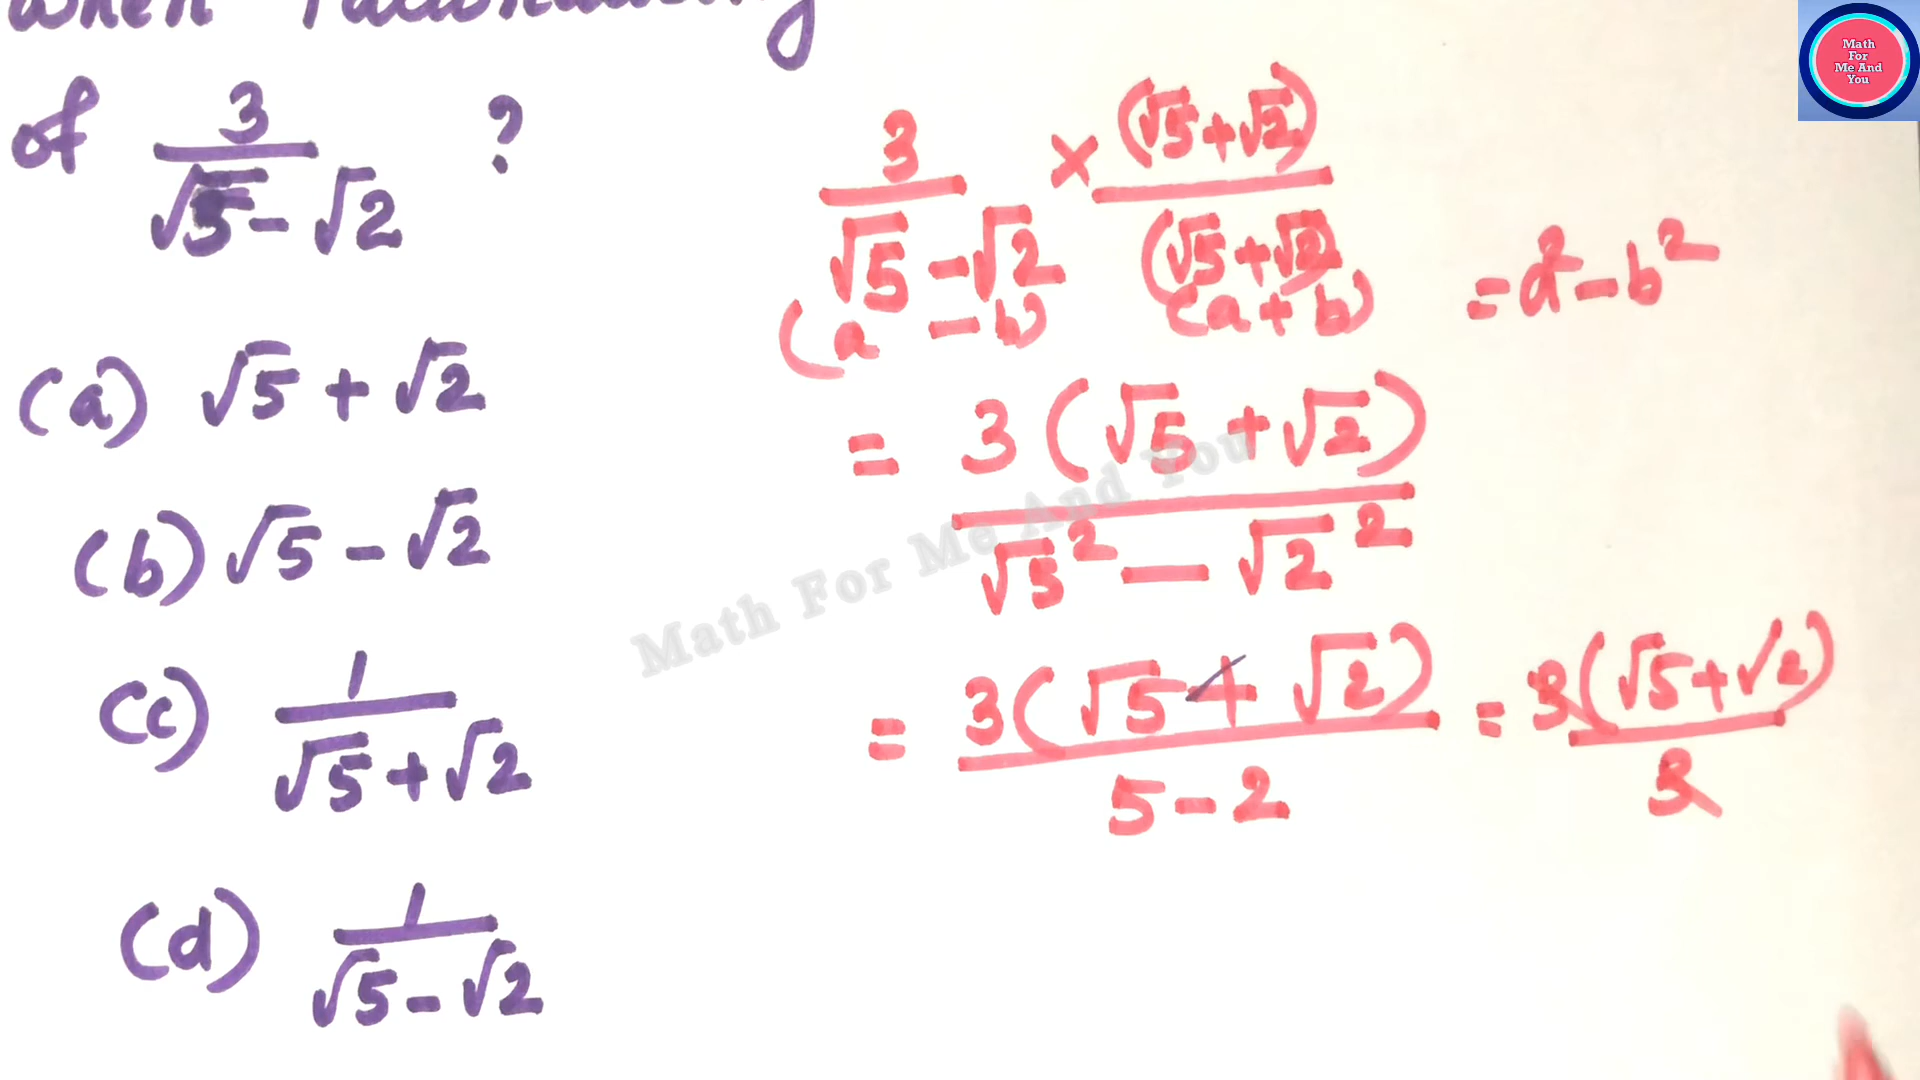 when rationalising
of 3/(√5 - √2) ?
(a) √5 + √2
(b) √5 - √2
(c) 1/(√5 + √2)
(d) 1/(√5 - √2)
3/(√5 - √2) × (√5+√2)/(√5+√2)
(a - b) (a + b) = a² - b²
= 3(√5 + √2)/(√5² - √2²)
= 3(√5 + √2)/(5 - 2) = 3(√5 + √2)/3
Math For Me And You
Math
For
Me And
You